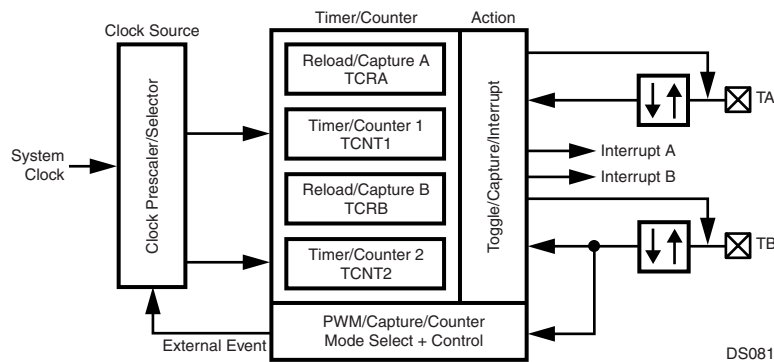 Timer/Counter
Action
Clock Source
Reload/Capture A
TCRA
Timer/Counter 1
TCNT1
Reload/Capture B
TCRB
Timer/Counter 2
TCNT2
System
Clock
Clock Prescaler/Selector
Toggle/Capture/Interrupt
TA
Interrupt A
Interrupt B
TB
PWM/Capture/Counter
Mode Select + Control
External Event
DS081